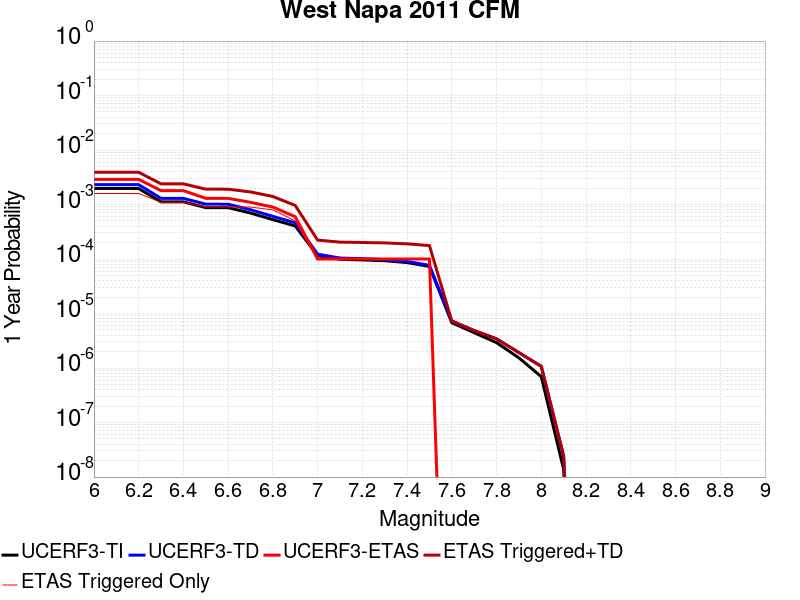 West Napa 2011 CFM
10^0
10^-1
10^-2
10^-3
10^-4
10^-5
10^-6
10^-7
10^-8
1 Year Probability
6 6.2 6.4 6.6 6.8 7 7.2 7.4 7.6 7.8 8 8.2 8.4 8.6 8.8 9
Magnitude
UCERF3-TI UCERF3-TD UCERF3-ETAS ETAS Triggered+TD
ETAS Triggered Only